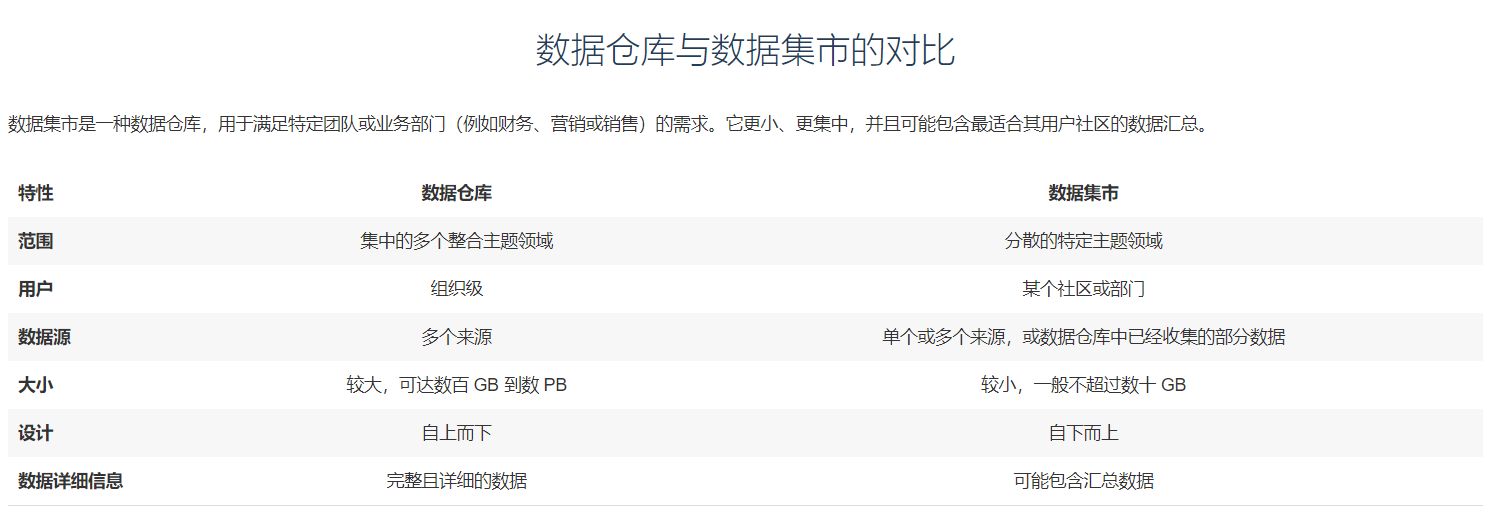 数据仓库与数据集市的对比
数据集市是一种数据仓库，用于满足特定团队或业务部门（例如财务、营销或销售）的需求。它更小、更集中，并且可能包含最适合其用户社区的数据汇总。
特性 数据仓库 数据集市
范围 集中的多个整合主题领域 分散的特定主题领域
用户 组织级 某个社区或部门
数据源 多个来源 单个或多个来源，或数据仓库中已经收集的部分数据
大小 较大，可达数百 GB 到数 PB 较小，一般不超过数十 GB
设计 自上而下 自下而上
数据详细信息 完整且详细的数据 可能包含汇总数据